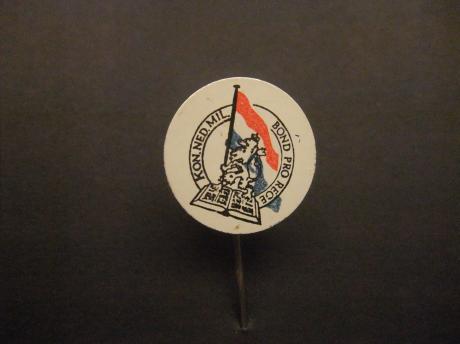 KON. NED. MIL.
BOND PRO REGE